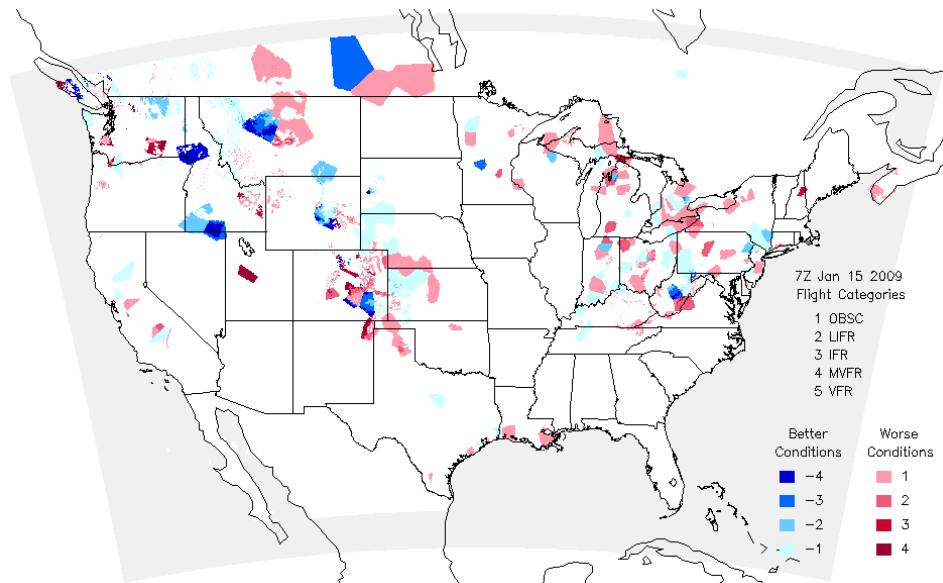 7Z Jan 15 2009
Flight Categories
1 OBSC
2 LIFR
3 IFR
4 MVFR
5 VFR
Better Worse
Conditions Conditions
-4 1
-3 2
-2 3
-1 4